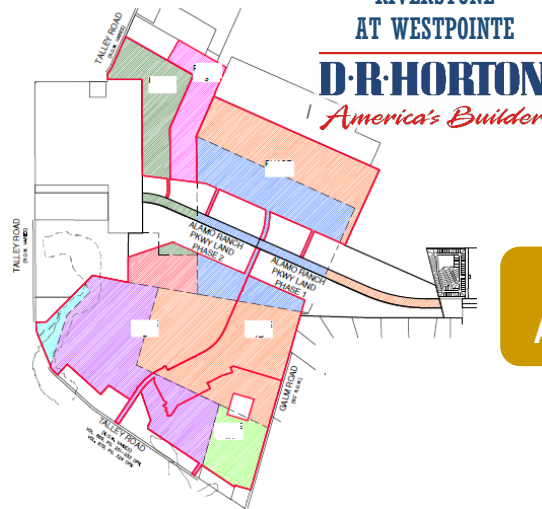 RIVERSTONE
AT WESTPOINTE
D·R·HORTON
America's Builder
TALLEY ROAD
TALLEY ROAD
ALAMO RANCH
PKWY LAND
PHASE 2
ALAMO RANCH
PKWY LAND
PHASE 1
GALM ROAD
TALLEY ROAD
A